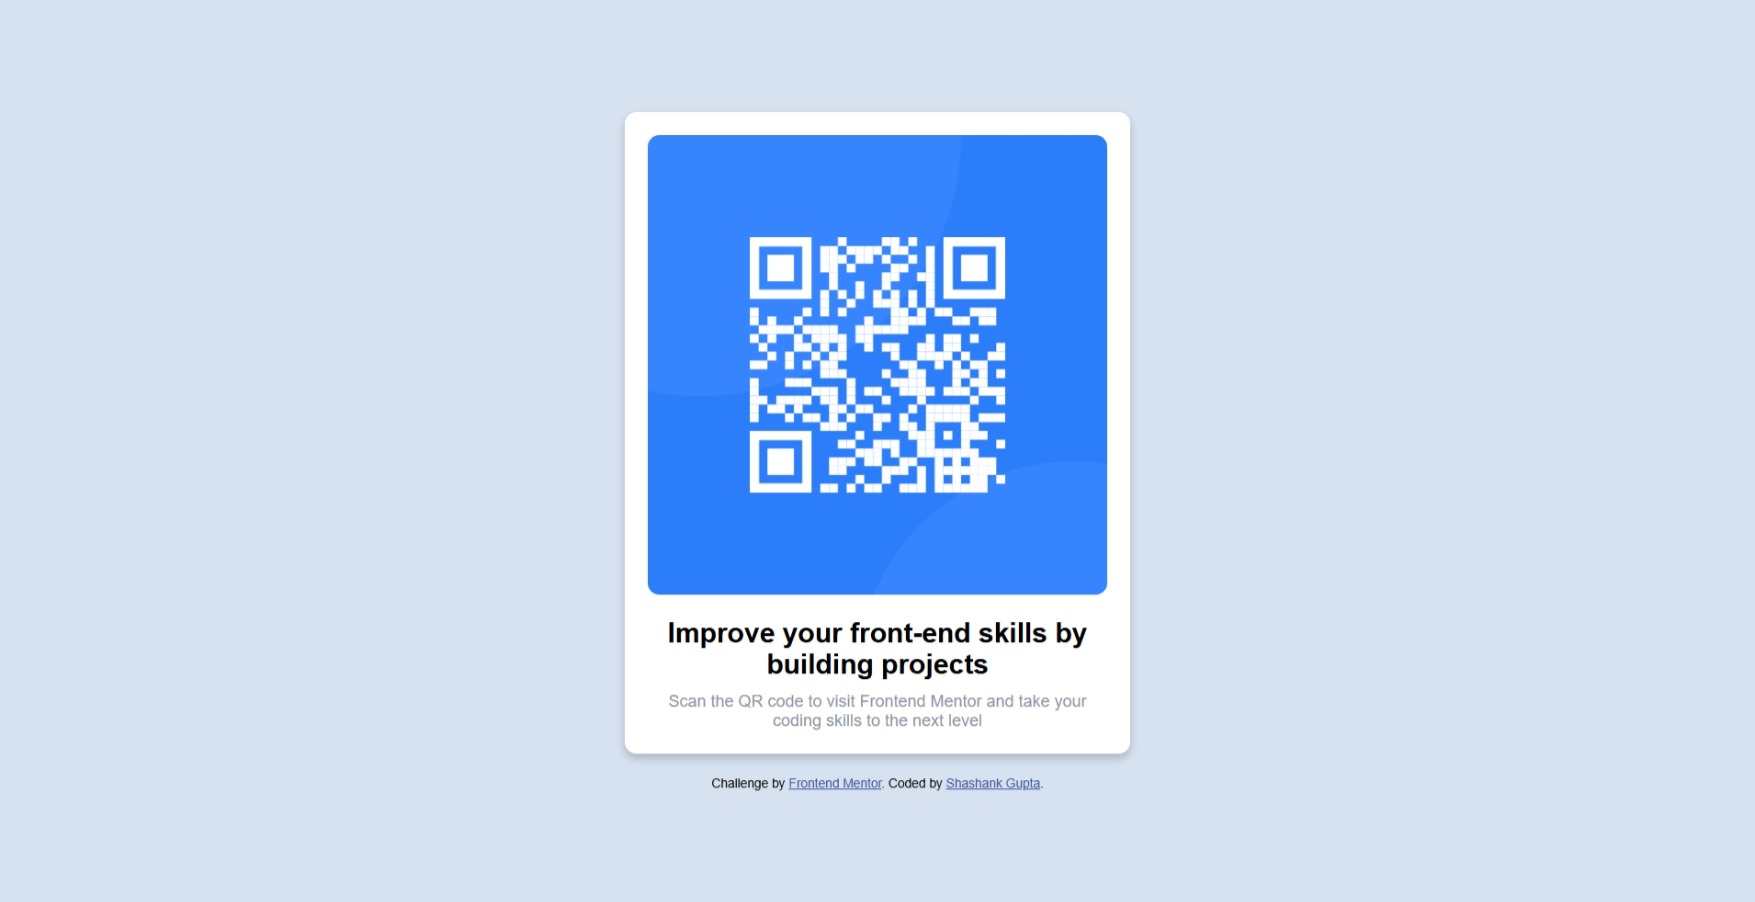 Improve your front-end skills by
building projects
Scan the QR code to visit Frontend Mentor and take your
coding skills to the next level
Challenge by Frontend Mentor. Coded by Shashank Gupta.